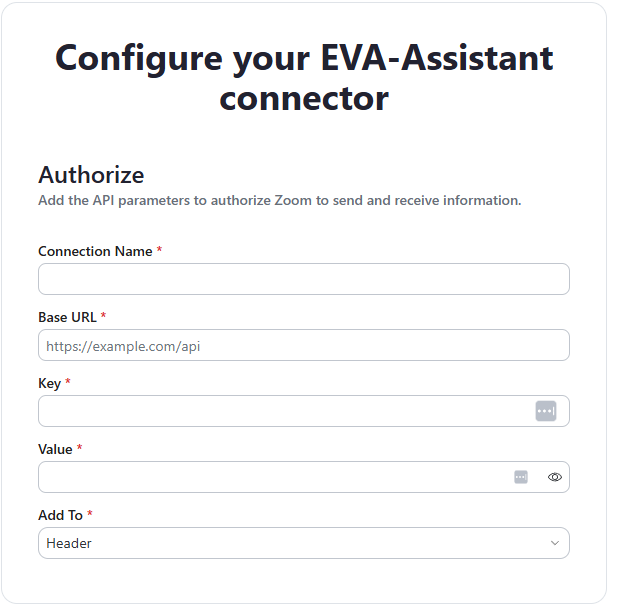 Configure your EVA-Assistant
connector
Authorize
Add the API parameters to authorize Zoom to send and receive information.
Connection Name *
Base URL *
https://example.com/api
Key *
Value *
Add To *
Header